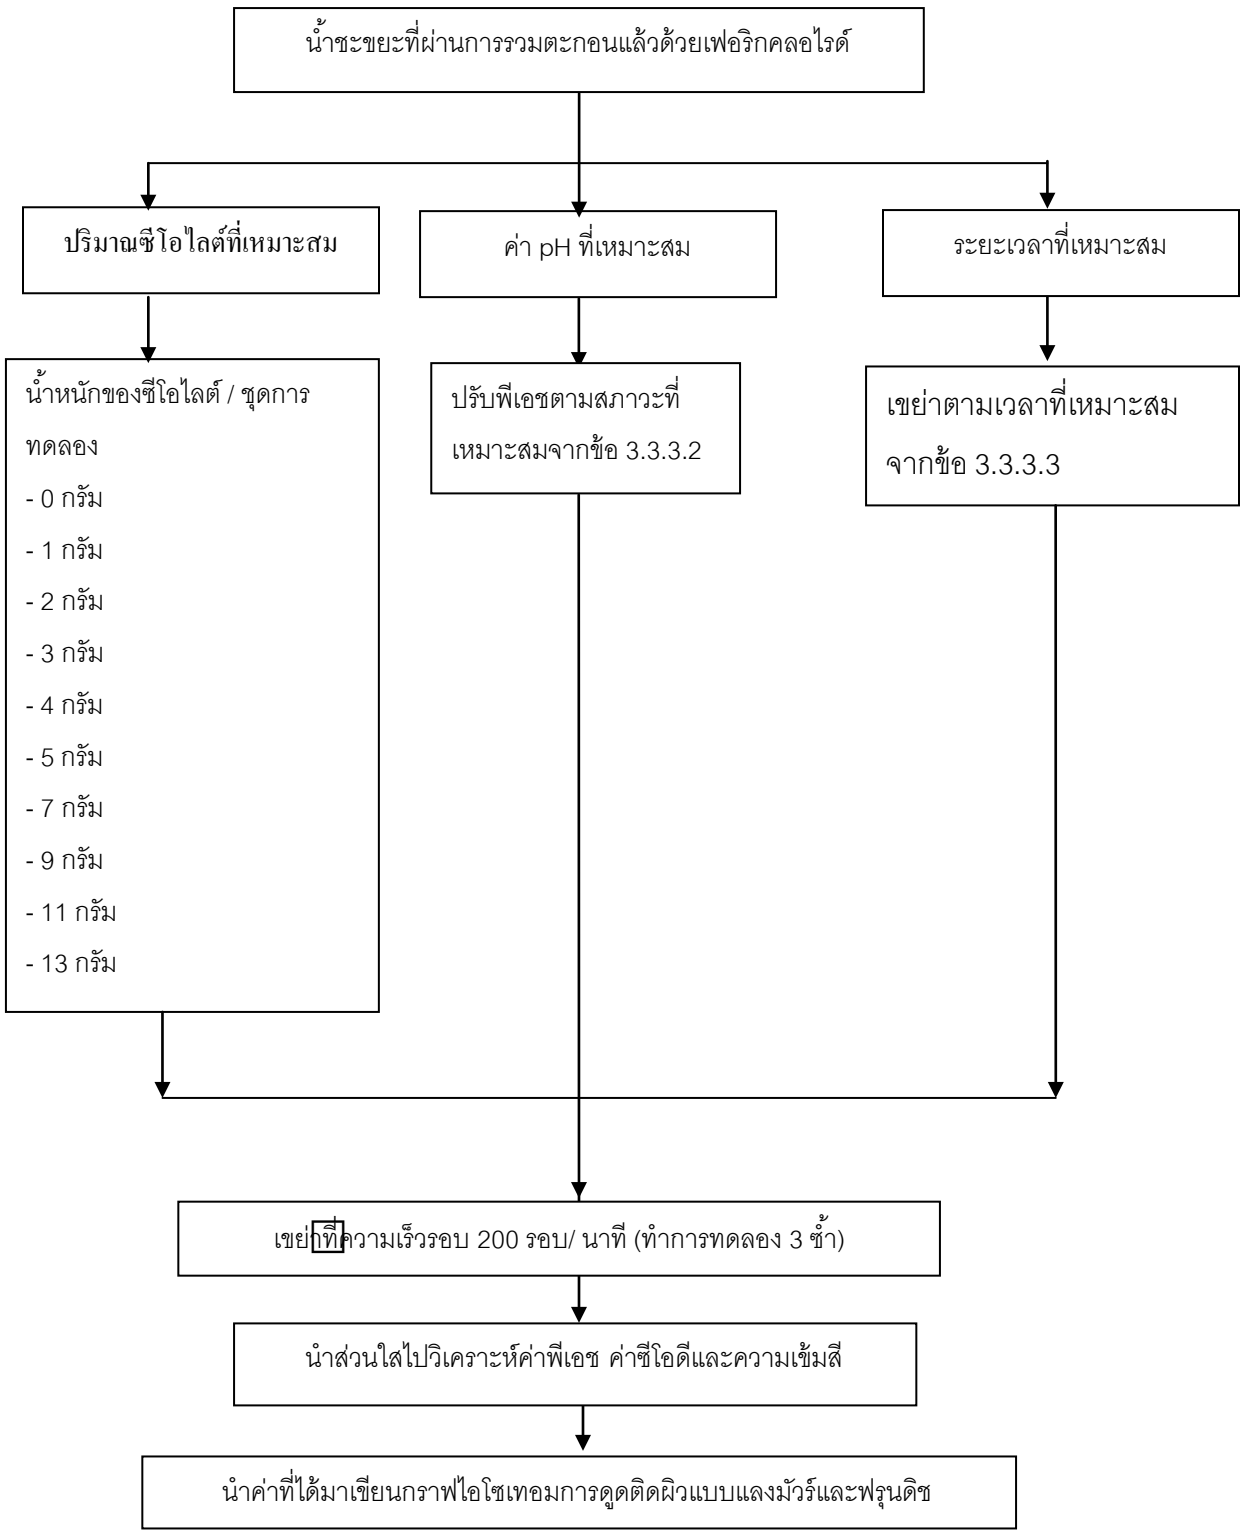 น้ำชะขยะที่ผ่านการรวมตะกอนแล้วด้วยเฟอริกคลอไรด์
ปริมาณซีโอไลต์ที่เหมาะสม
ค่า pH ที่เหมาะสม
ระยะเวลาที่เหมาะสม
น้ำหนักของซีโอไลต์ / ชุดการ
ทดลอง
- 0 กรัม
- 1 กรัม
- 2 กรัม
- 3 กรัม
- 4 กรัม
- 5 กรัม
- 7 กรัม
- 9 กรัม
- 11 กรัม
- 13 กรัม
ปรับพีเอชตามสภาวะที่
เหมาะสมจากข้อ 3.3.3.2
เขย่าตามเวลาที่เหมาะสม
จากข้อ 3.3.3.3
เขย่าที่ความเร็วรอบ 200 รอบ/ นาที (ทำการทดลอง 3 ซ้ำ)
นำส่วนใสไปวิเคราะห์ค่าพีเอช ค่าซีโอดีและความเข้มสี
นำค่าที่ได้มาเขียนกราฟไอโซเทอมการดูดติดผิวแบบแลงมัวร์และฟรุนดิช